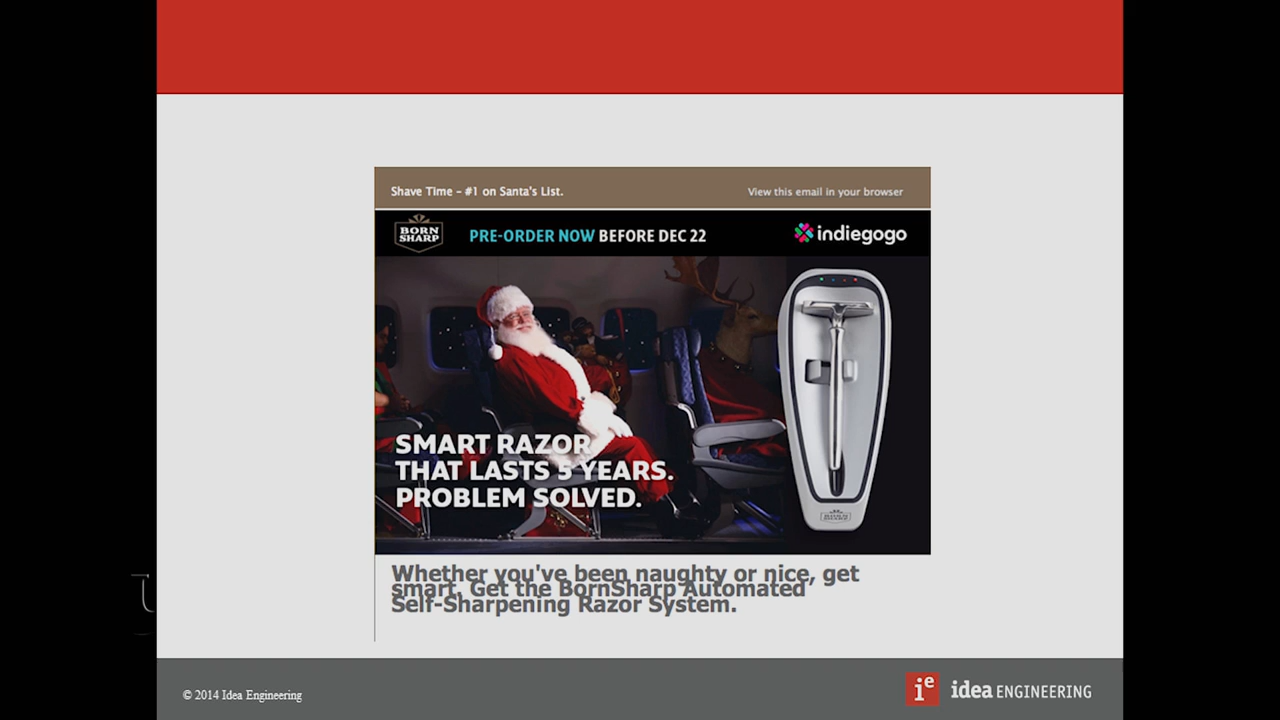 Shave Time – #1 on Santa's List.
View this email in your browser
BORN
SHARP
PRE-ORDER NOW BEFORE DEC 22
indiegogo
SMART RAZOR
THAT LASTS 5 YEARS.
PROBLEM SOLVED.
Whether you've been naughty or nice, get
smart. Get the BornSharp Automated
Self-Sharpening Razor System.
© 2014 Idea Engineering
ie idea ENGINEERING